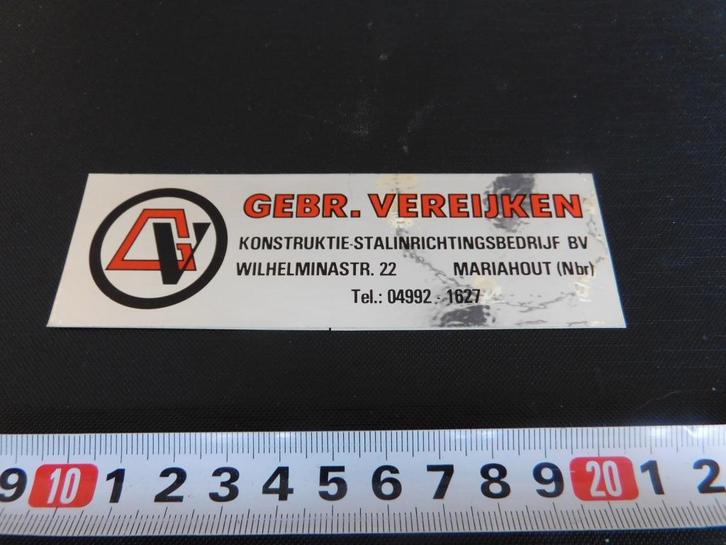 GV
GEBR. VEREIJKEN
KONSTRUKTIE-STALINRICHTINGSBEDRIJF BV
WILHELMINASTR. 22 MARIAHOUT (Nbr)
Tel.: 04992 - 1627
9 10 1 2 3 4 5 6 7 8 9 20 1 2